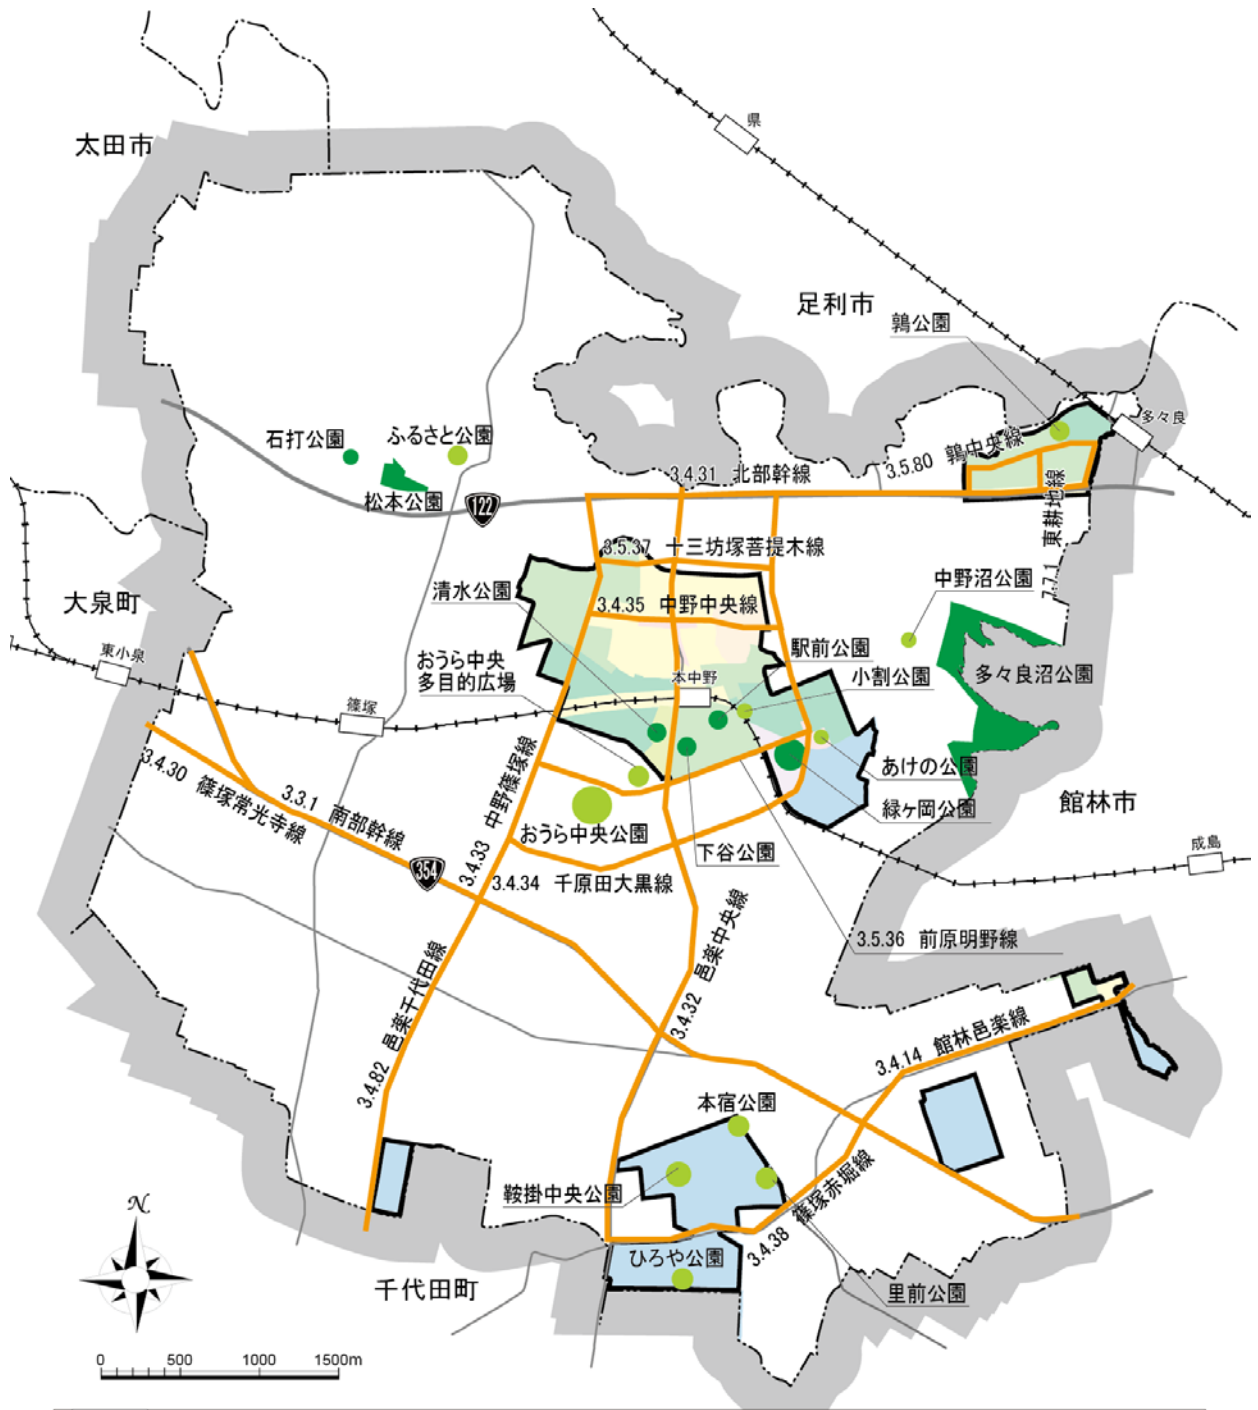 県
太田市
足利市
鶉公園
多々良
石打公園
ふるさと公園
3.5.80 鶉中央線
3.4.31 北部幹線
松本公園
122
東耕地線
7.7.1
3.5.37 十三坊塚菩提木線
清水公園
中野沼公園
大泉町
3.4.35 中野中央線
駅前公園
東小泉
おうら中央
多目的広場
本中野
小割公園
多々良沼公園
篠塚
3.4.30 篠塚常光寺線
3.3.1 南部幹線
3.4.33 中野篠塚線
あけの公園
館林市
緑ヶ岡公園
おうら中央公園
下谷公園
成島
354
3.4.34 千原田大黒線
3.5.36 前原明野線
3.4.82 邑楽千代田線
3.4.32 邑楽中央線
3.4.14 館林邑楽線
本宿公園
鞍掛中央公園
3.4.38 篠塚赤堀線
N
ひろや公園
千代田町
里前公園
0 500 1000 1500m